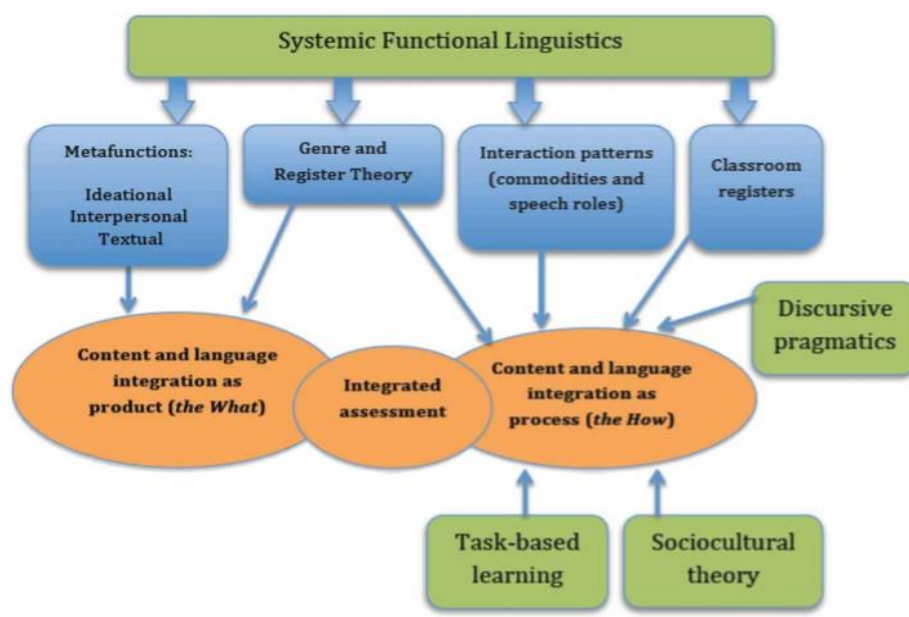 Systemic Functional Linguistics
Metafunctions:
Ideational
Interpersonal
Textual
Genre and
Register Theory
Interaction patterns
(commodities and
speech roles)
Classroom
registers
Discursive
pragmatics
Content and language
integration as
product (the What)
Integrated
assessment
Content and language
integration as
process (the How)
Task-based
learning
Sociocultural
theory